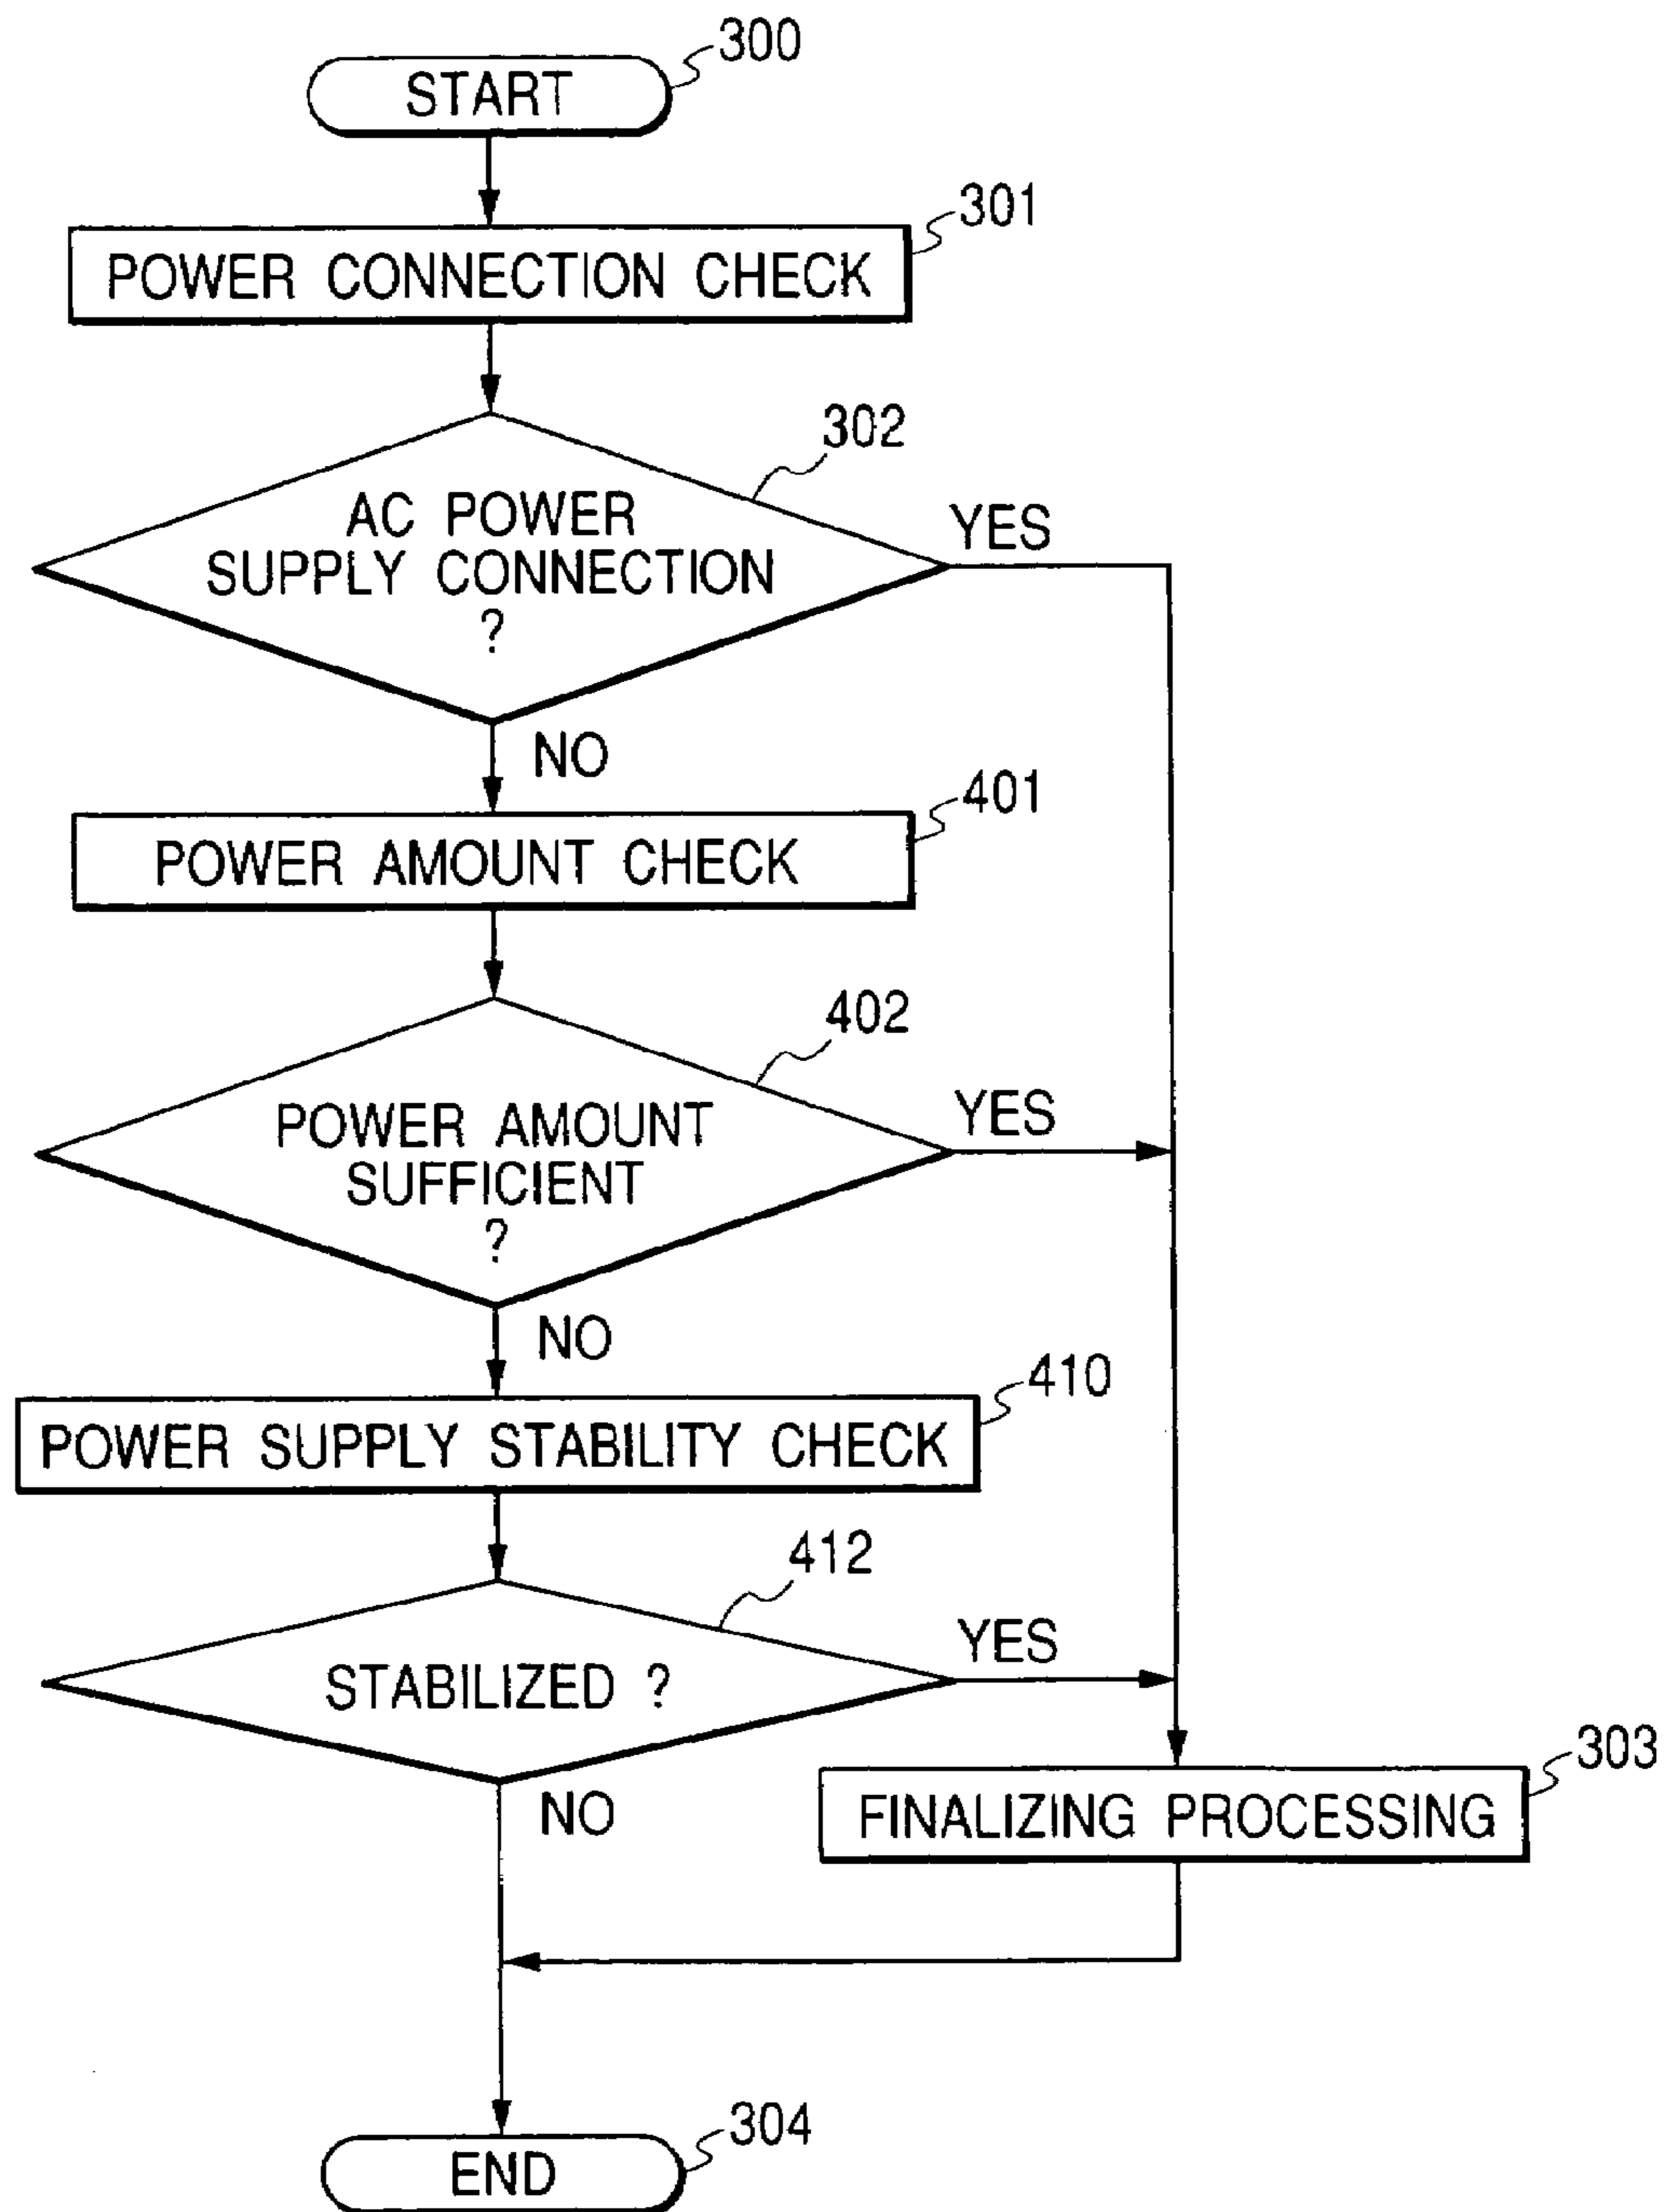 300
START
301
POWER CONNECTION CHECK
302
AC POWER
SUPPLY CONNECTION
?
YES
NO
401
POWER AMOUNT CHECK
402
POWER AMOUNT
SUFFICIENT
?
YES
NO
410
POWER SUPPLY STABILITY CHECK
412
STABILIZED ?
YES
NO
303
FINALIZING PROCESSING
304
END